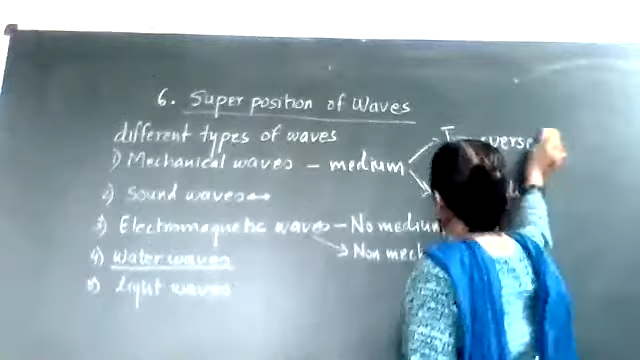 6. Super position of Waves
different types of waves
1) Mechanical waves – medium
2) Sound waves
3) Electromagnetic waves – No medium
Non mech
4) Water waves
5) light waves